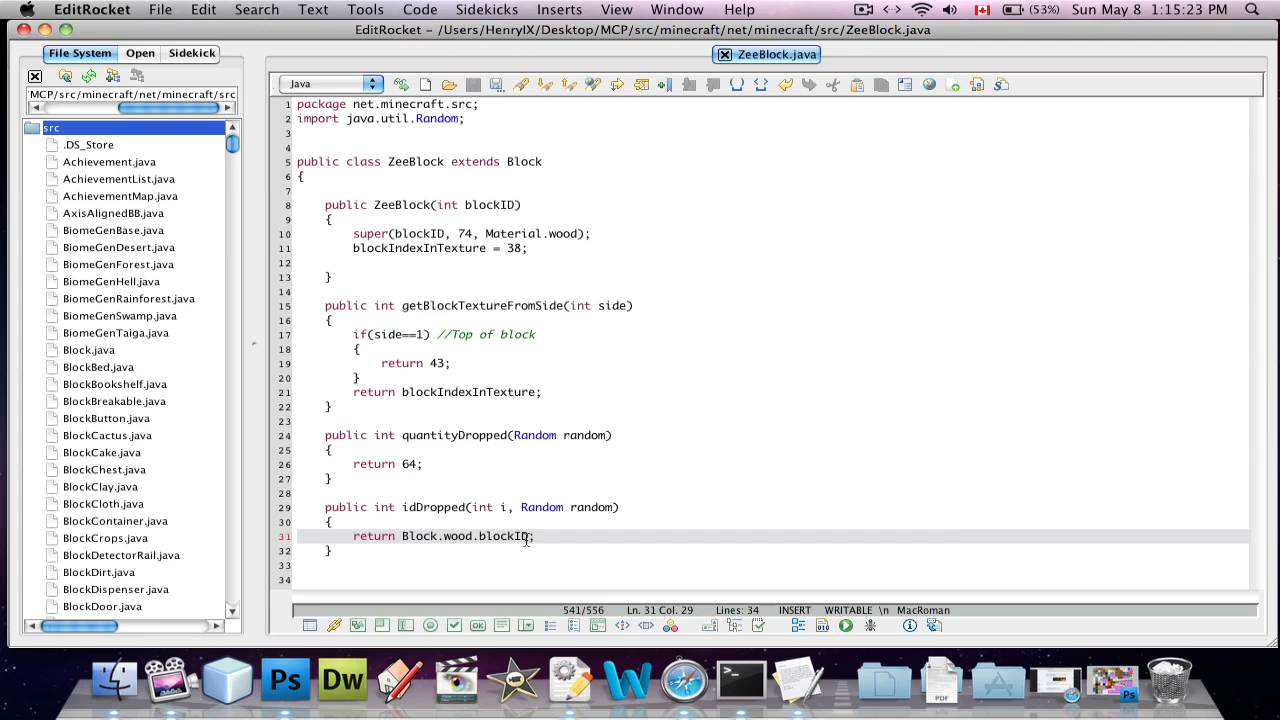 EditRocket File Edit Search Text Tools Code Sidekicks Inserts View Window Help (53%) Sun May 8 1:15:23 PM
EditRocket - /Users/HenryIX/Desktop/MCP/src/minecraft/net/minecraft/src/ZeeBlock.java
File System Open Sidekick
ZeeBlock.java
Java
MCP/src/minecraft/net/minecraft/src
src
.DS_Store
Achievement.java
AchievementList.java
AchievementMap.java
AxisAlignedBB.java
BiomeGenBase.java
BiomeGenDesert.java
BiomeGenForest.java
BiomeGenHell.java
BiomeGenRainforest.java
BiomeGenSwamp.java
BiomeGenTaiga.java
Block.java
BlockBed.java
BlockBookshelf.java
BlockBreakable.java
BlockButton.java
BlockCactus.java
BlockCake.java
BlockChest.java
BlockClay.java
BlockCloth.java
BlockContainer.java
BlockCrops.java
BlockDetectorRail.java
BlockDirt.java
BlockDispenser.java
BlockDoor.java
1 package net.minecraft.src;
2 import java.util.Random;
3
4
5 public class ZeeBlock extends Block
6 {
7
8 public ZeeBlock(int blockID)
9 {
10 super(blockID, 74, Material.wood);
11 blockIndexInTexture = 38;
12
13 }
14
15 public int getBlockTextureFromSide(int side)
16 {
17 if(side==1) //Top of block
18 {
19 return 43;
20 }
21 return blockIndexInTexture;
22 }
23
24 public int quantityDropped(Random random)
25 {
26 return 64;
27 }
28
29 public int idDropped(int i, Random random)
30 {
31 return Block.wood.blockID;
32 }
33
34
541/556 Ln. 31 Col. 29 Lines: 34 INSERT WRITABLE \n MacRoman
Ps Dw W PDF Ps